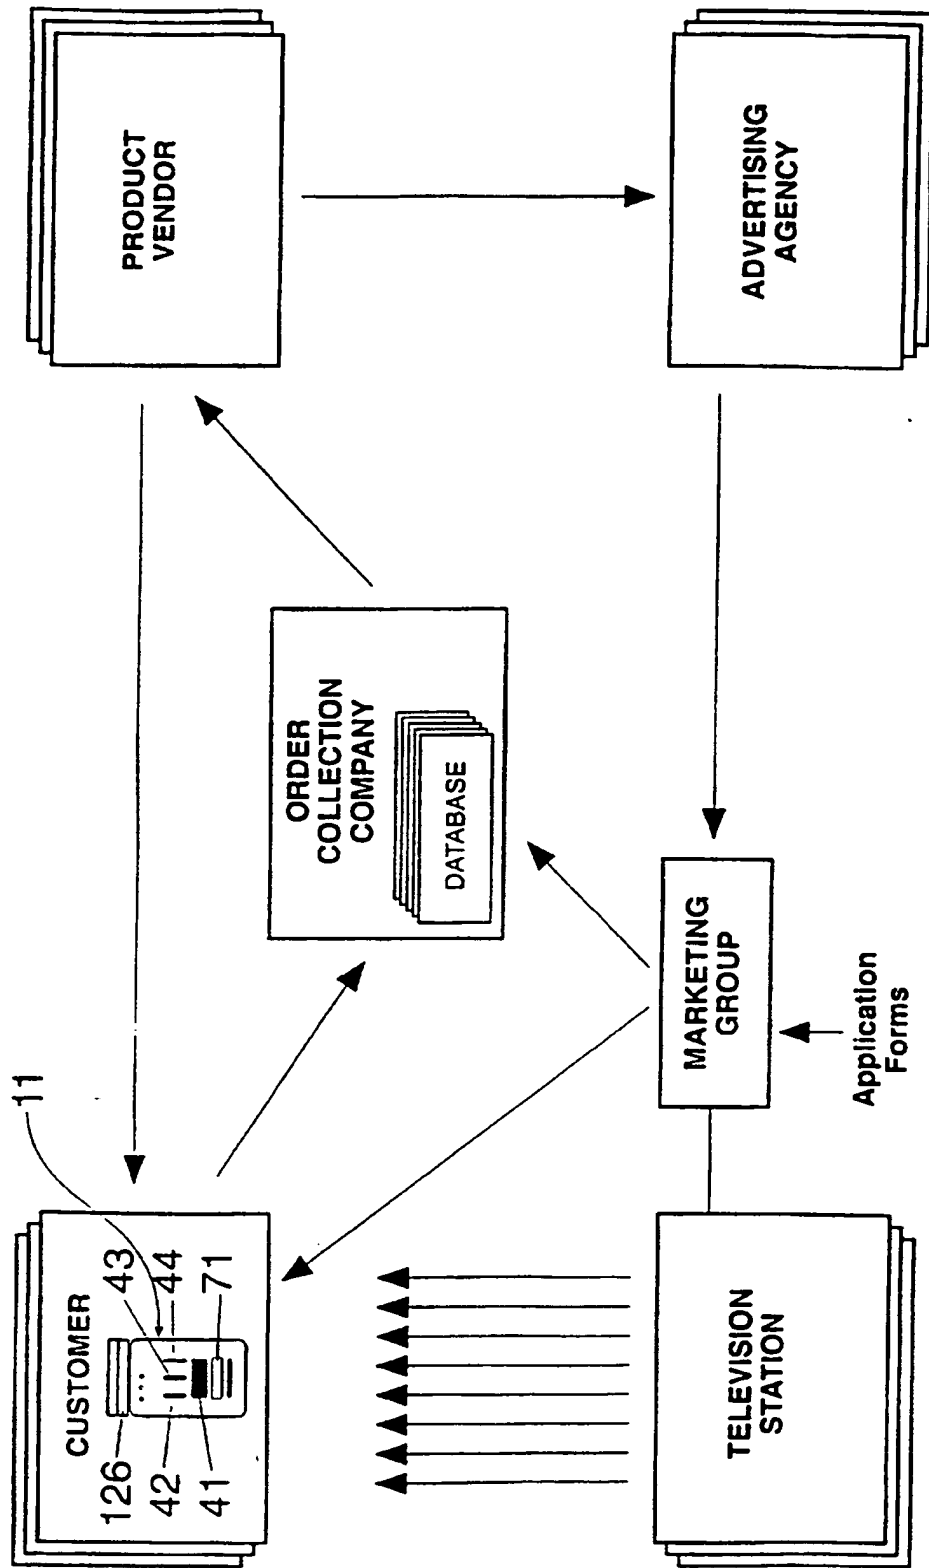 CUSTOMER
126
42
41
43
44
71
11
PRODUCT
VENDOR
ORDER
COLLECTION
COMPANY
DATABASE
TELEVISION
STATION
MARKETING
GROUP
Application
Forms
ADVERTISING
AGENCY